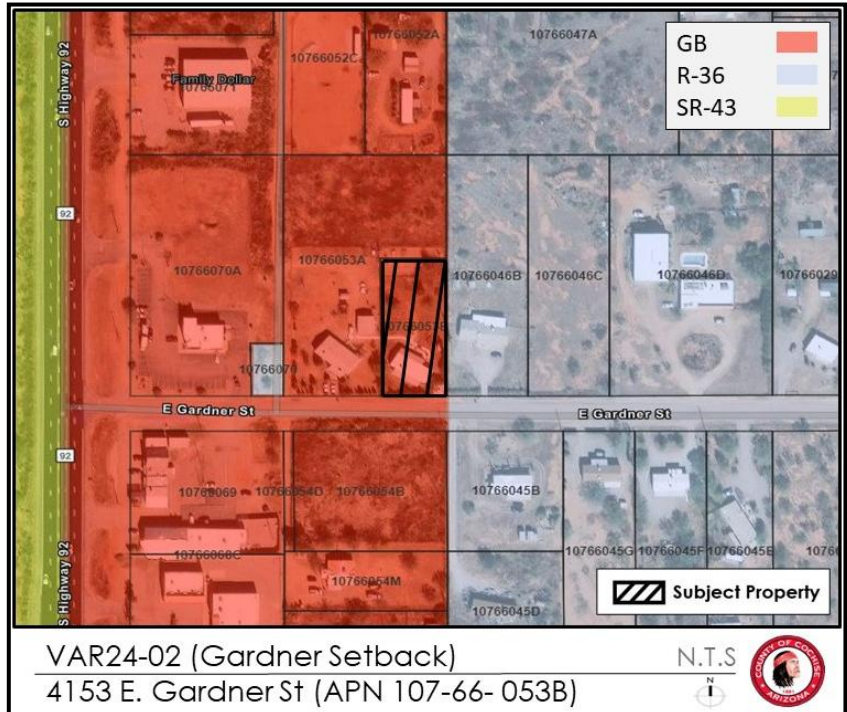 GB
R-36
SR-43
10766052A
10766047A
10766052C
Family Dollar
10766071
S Highway 92
92
10766053A
10766070A
10766053B
10766046B
10766046C
10766046D
10766029
10766070
E Gardner St
E Gardner St
92
10766069
10766054D
10766054B
10766045B
10766045G
10766045F
10766045E
10766068C
10766054M
10766045D
S Highway 92
Subject Property
VAR24-02 (Gardner Setback)
4153 E. Gardner St (APN 107-66- 053B)
N.T.S
N
COUNTY OF COCHISE
1881
ARIZONA